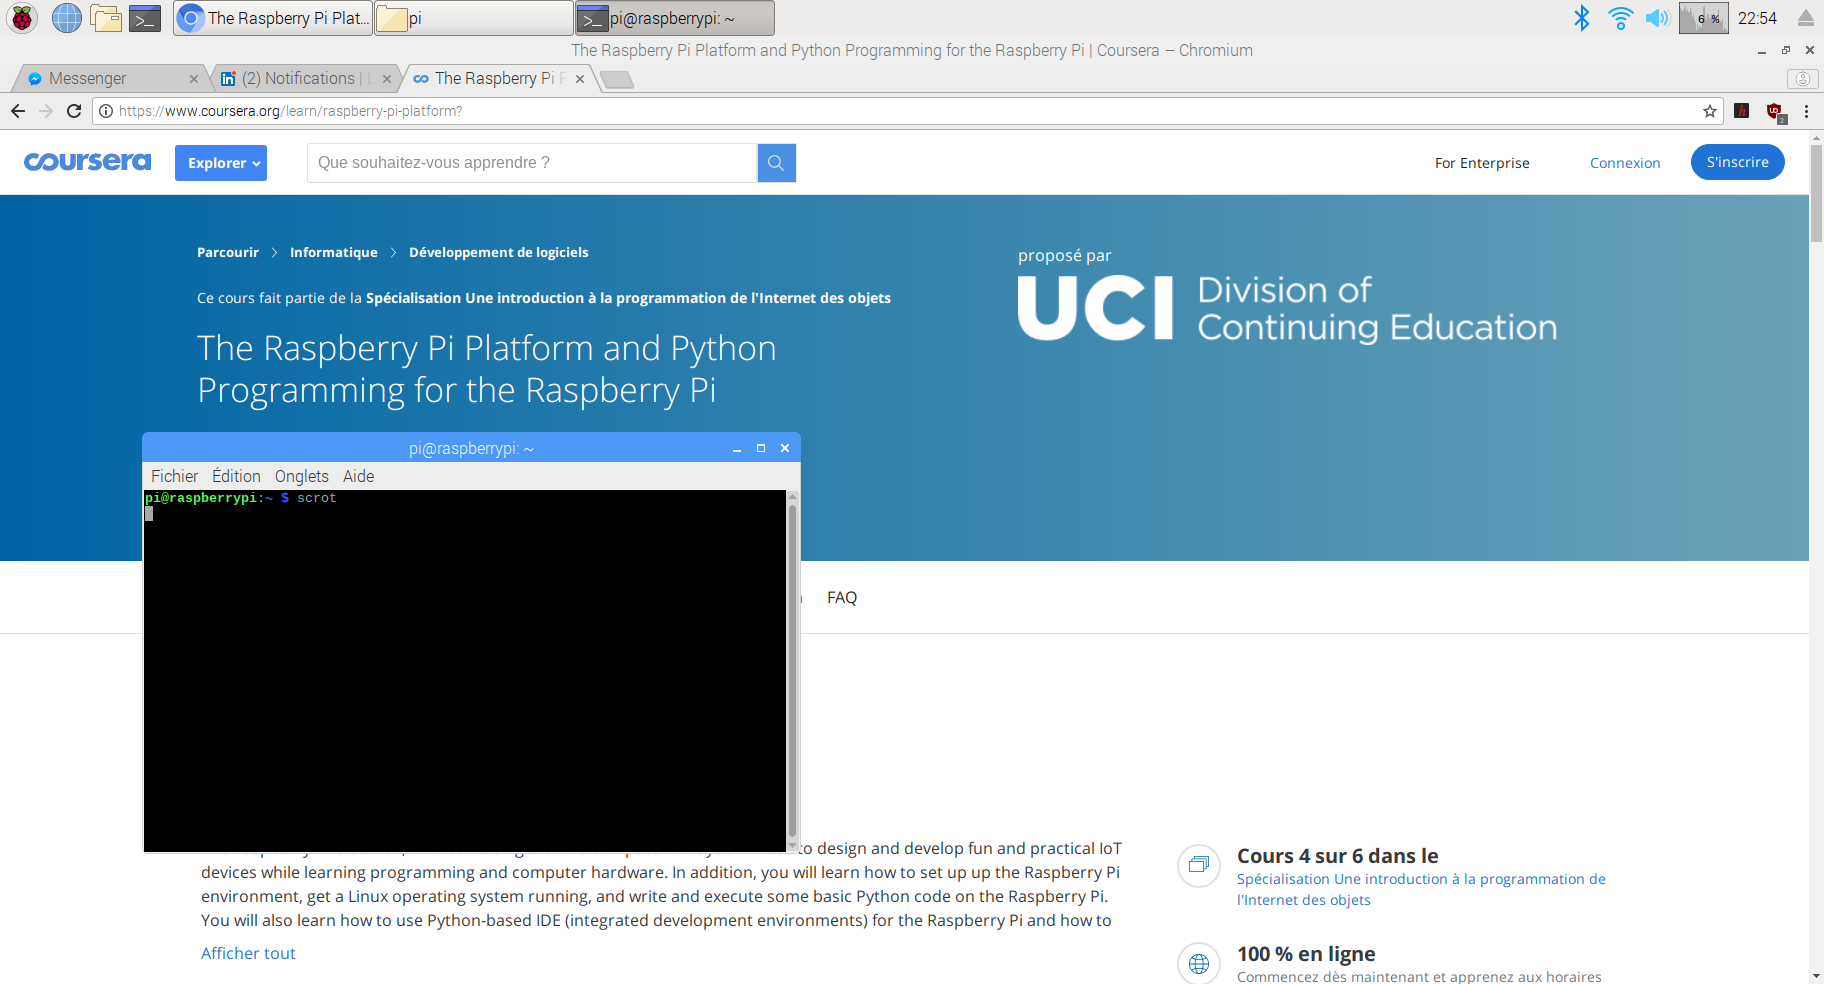 The Raspberry Pi Plat...
pi
pi@raspberrypi: ~
6 %
22:54
The Raspberry Pi Platform and Python Programming for the Raspberry Pi | Coursera – Chromium
Messenger
(2) Notifications |
The Raspberry Pi
https://www.coursera.org/learn/raspberry-pi-platform?
2
coursera
Explorer
Que souhaitez-vous apprendre ?
For Enterprise
Connexion
S'inscrire
Parcourir > Informatique > Développement de logiciels
proposé par
UCI Division of
Continuing Education
Ce cours fait partie de la Spécialisation Une introduction à la programmation de l'Internet des objets
The Raspberry Pi Platform and Python
Programming for the Raspberry Pi
pi@raspberrypi: ~
Fichier Édition Onglets Aide
pi@raspberrypi:~ $ scrot
FAQ
to design and develop fun and practical IoT
devices while learning programming and computer hardware. In addition, you will learn how to set up up the Raspberry Pi
environment, get a Linux operating system running, and write and execute some basic Python code on the Raspberry Pi.
You will also learn how to use Python-based IDE (integrated development environments) for the Raspberry Pi and how to
Afficher tout
Cours 4 sur 6 dans le
Spécialisation Une introduction à la programmation de
l'Internet des objets
100 % en ligne
Commencez dès maintenant et apprenez aux horaires